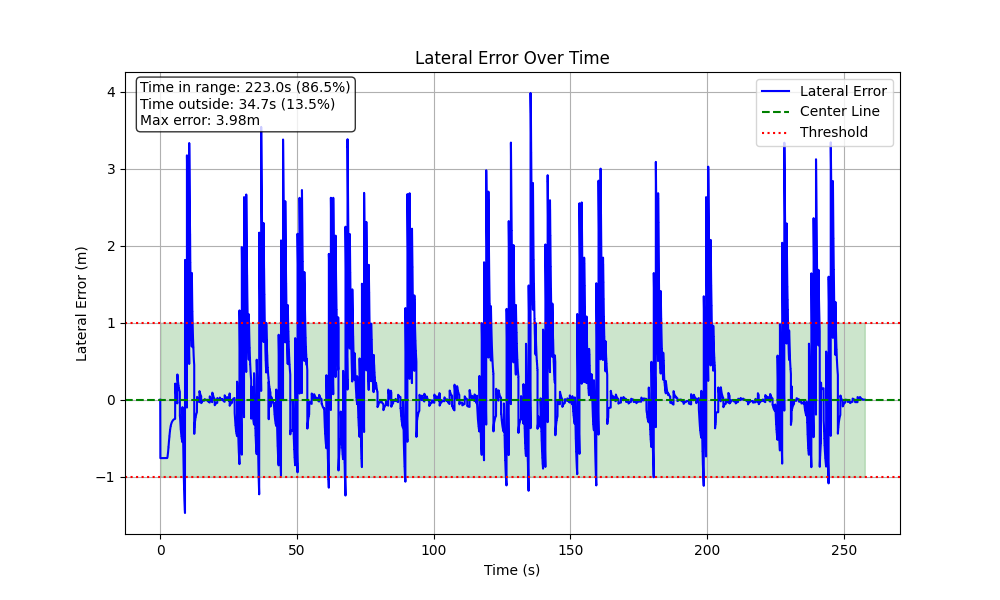 Lateral Error Over Time
Time in range: 223.0s (86.5%)
Time outside: 34.7s (13.5%)
Max error: 3.98m
Lateral Error
Center Line
Threshold
Lateral Error (m)
4
3
2
1
0
−1
0 50 100 150 200 250
Time (s)